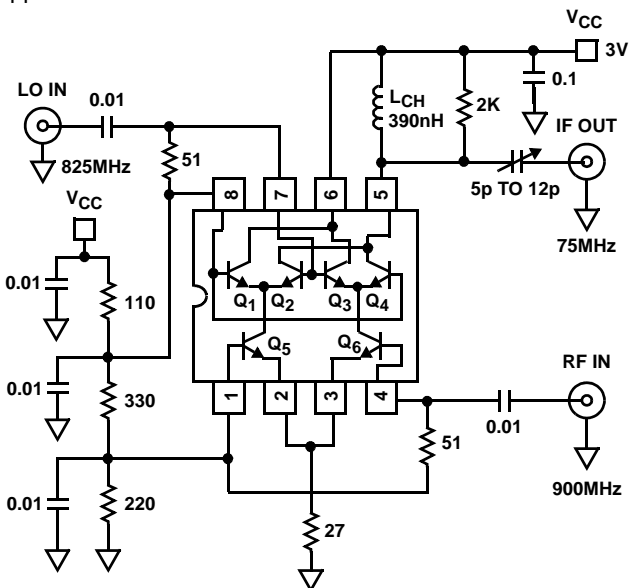 VCC
3V
LCH
390nH
2K
0.1
IF OUT
5p TO 12p
75MHz
LO IN
0.01
825MHz
51
VCC
8
7
6
5
0.01
110
Q1
Q2
Q3
Q4
Q5
Q6
0.01
330
1
2
3
4
RF IN
0.01
51
900MHz
0.01
220
27